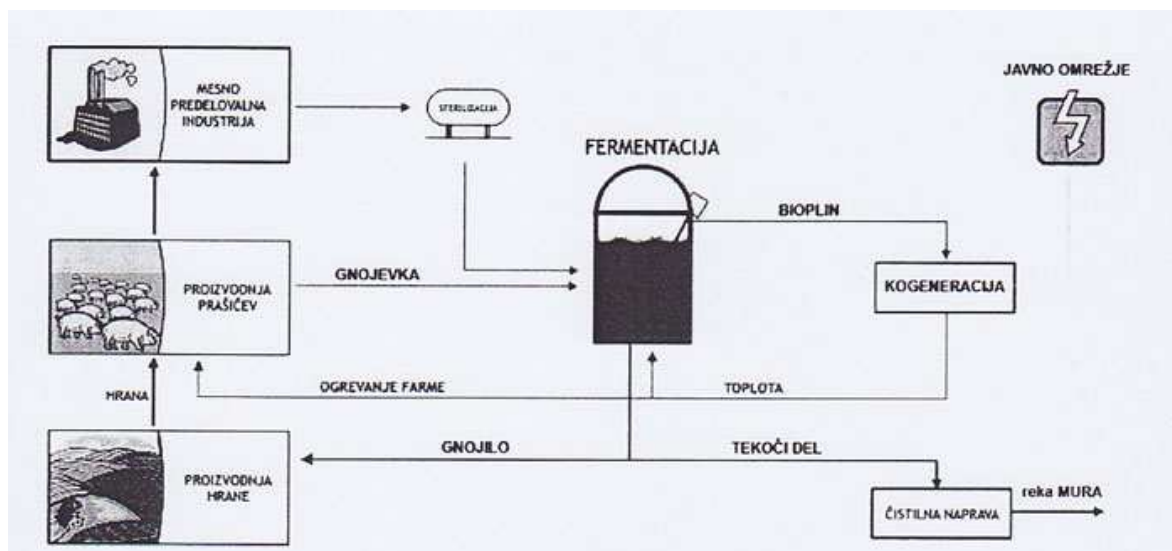 MESNO
PREDELOVALNA
INDUSTRIJA
STERILIZACIJA
JAVNO OMREŽJE
FERMENTACIJA
BIOPLIN
PROIZVODNJA
PRAŠIČEV
GNOJEVKA
KOGENERACIJA
HRANA
OGREVANJE FARME
TOPLOTA
GNOJILO
TEKOČI DEL
PROIZVODNJA
HRANE
ČISTILNA NAPRAVA
reka MURA